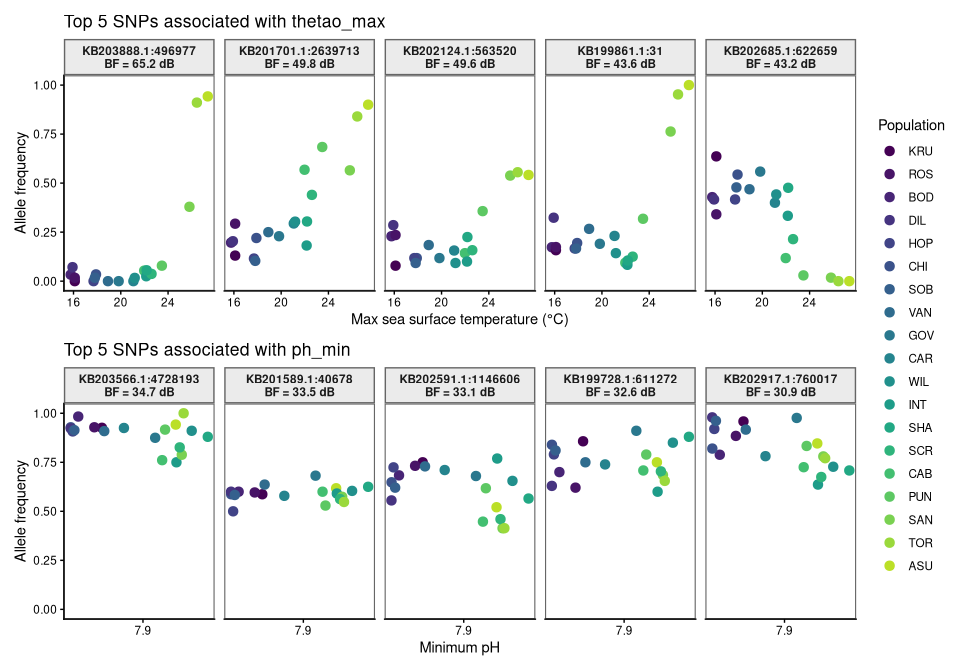 Top 5 SNPs associated with thetao_max
KB203888.1:496977
BF = 65.2 dB
KB201701.1:2639713
BF = 49.8 dB
KB202124.1:563520
BF = 49.6 dB
KB199861.1:31
BF = 43.6 dB
KB202685.1:622659
BF = 43.2 dB
Allele frequency
1.00
0.75
0.50
0.25
0.00
16 20 24
16 20 24
16 20 24
16 20 24
16 20 24
Max sea surface temperature (°C)
Top 5 SNPs associated with ph_min
KB203566.1:4728193
BF = 34.7 dB
KB201589.1:40678
BF = 33.5 dB
KB202591.1:1146606
BF = 33.1 dB
KB199728.1:611272
BF = 32.6 dB
KB202917.1:760017
BF = 30.9 dB
Allele frequency
1.00
0.75
0.50
0.25
0.00
7.9
7.9
7.9
7.9
7.9
Minimum pH
Population
KRU
ROS
BOD
DIL
HOP
CHI
SOB
VAN
GOV
CAR
WIL
INT
SHA
SCR
CAB
PUN
SAN
TOR
ASU